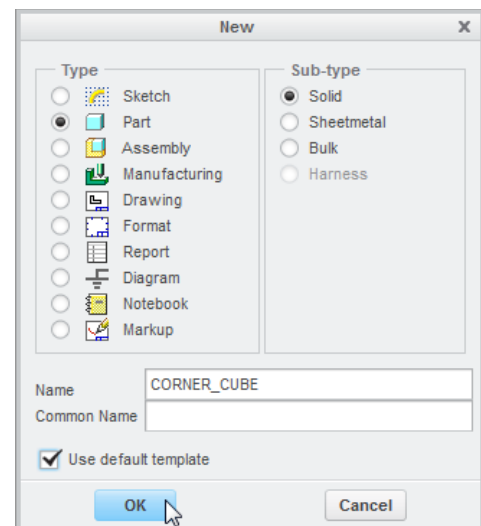 New
X
Type
Sketch
Part
Assembly
Manufacturing
Drawing
Format
Report
Diagram
Notebook
Markup
Sub-type
Solid
Sheetmetal
Bulk
Harness
Name CORNER_CUBE
Common Name
Use default template
OK Cancel